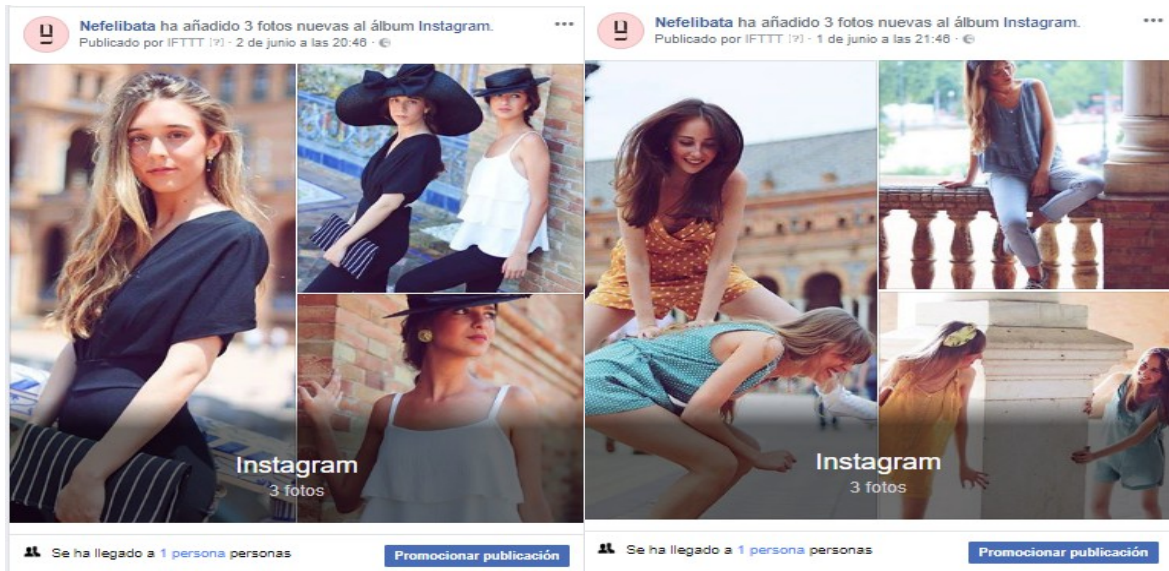 Nefelibata ha añadido 3 fotos nuevas al álbum Instagram.
Publicado por IFTTT [?] · 2 de junio a las 20:46 ·
Instagram
3 fotos
Se ha llegado a 1 persona personas
Promocionar publicación
Nefelibata ha añadido 3 fotos nuevas al álbum Instagram.
Publicado por IFTTT [?] · 1 de junio a las 21:46 ·
Instagram
3 fotos
Se ha llegado a 1 persona personas
Promocionar publicación